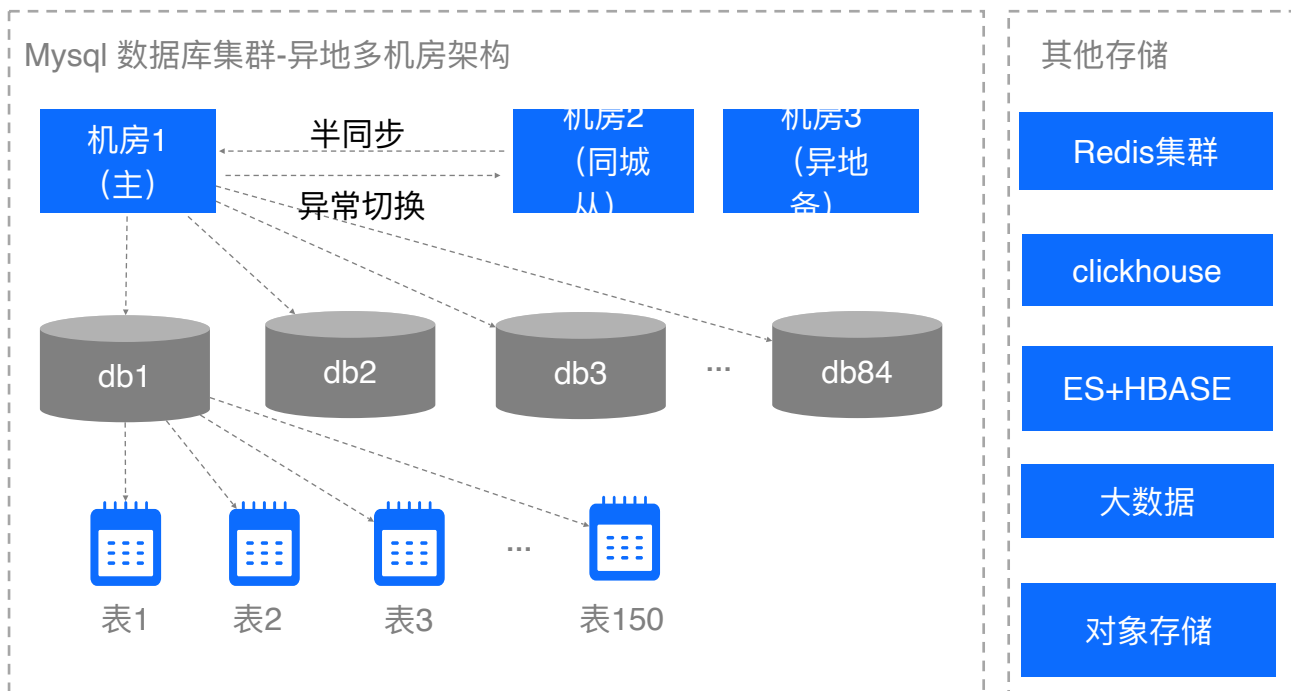 Mysql 数据库集群-异地多机房架构
其他存储
机房1
（主）
半同步
异常切换
机房2
（同城
从）
机房3
（异地
备）
Redis集群
clickhouse
ES+HBASE
大数据
对象存储
db1
db2
db3
...
db84
表1
表2
表3
...
表150